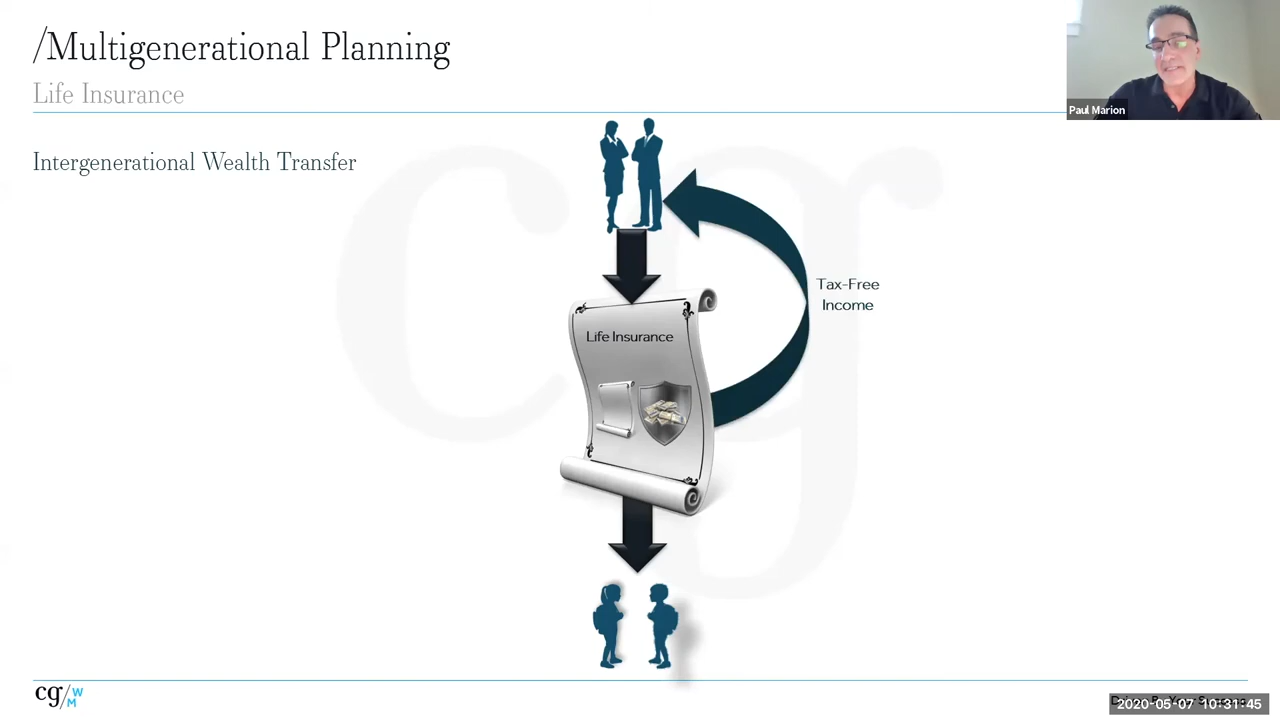 /Multigenerational Planning
Life Insurance
Paul Marion
Intergenerational Wealth Transfer
Tax-Free
Income
Life Insurance
cg
cg/WM
2020-05-07 10:31:45